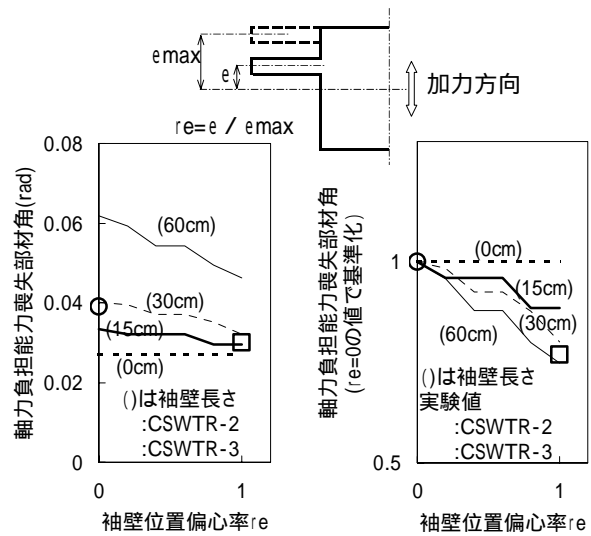 emax
e
加力方向
re=e / emax
軸力負担能力喪失部材角(rad)
0.08
0.06
0.04
0.02
0
(60cm)
(30cm)
(15cm)
(0cm)
()は袖壁長さ
:CSWTR-2
:CSWTR-3
0
1
袖壁位置偏心率re
軸力負担能力喪失部材角
(re=0の値で基準化)
1
0.5
(0cm)
(15cm)
(30cm)
(60cm)
()は袖壁長さ
実験値
:CSWTR-2
:CSWTR-3
0
1
袖壁位置偏心率re